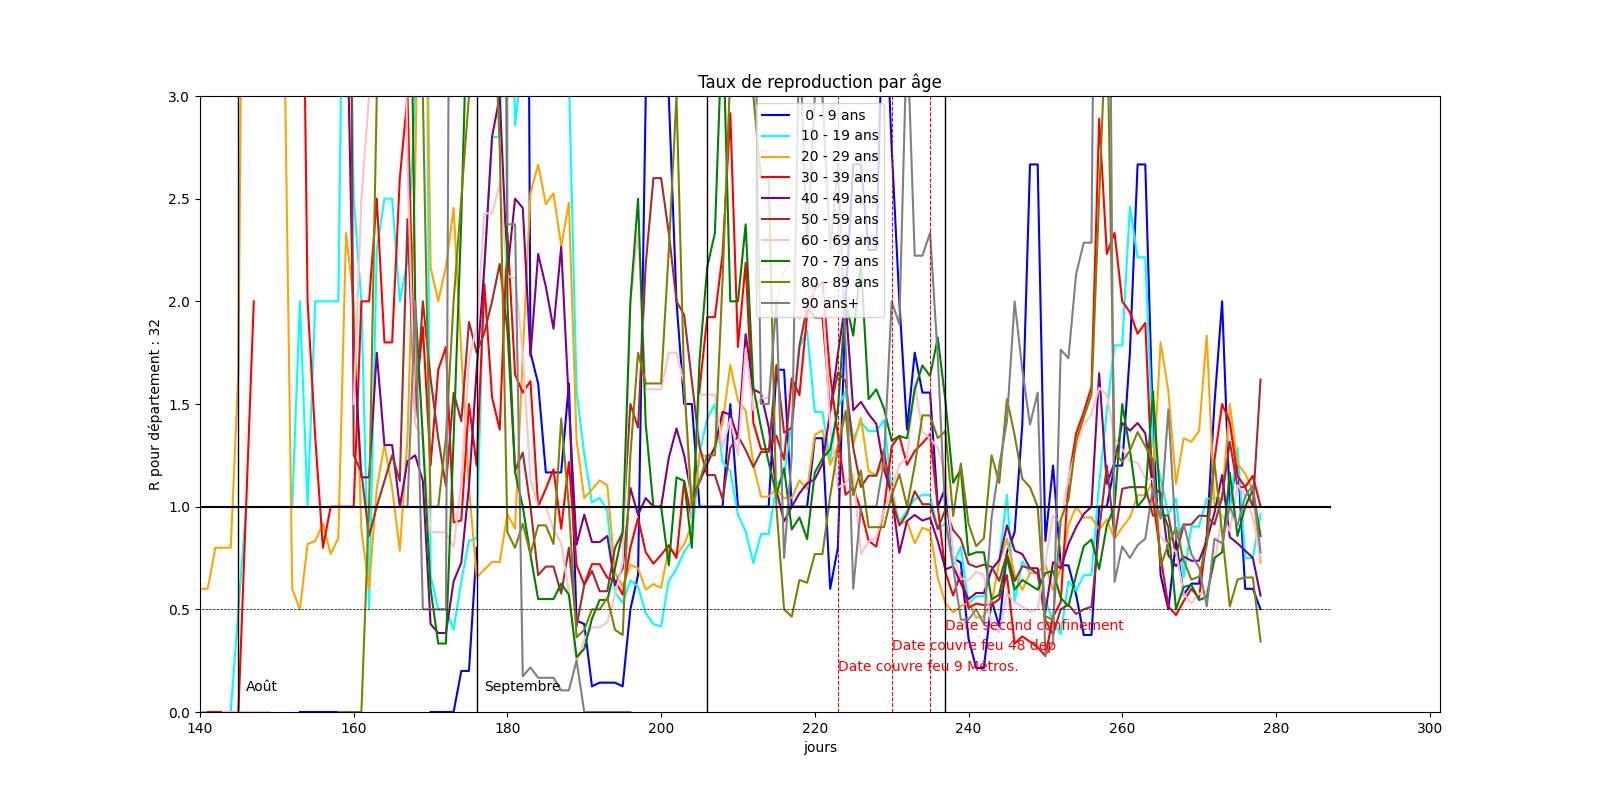 Taux de reproduction par âge
R pour département : 32
3.0
2.5
2.0
1.5
1.0
0.5
0.0
0 - 9 ans
10 - 19 ans
20 - 29 ans
30 - 39 ans
40 - 49 ans
50 - 59 ans
60 - 69 ans
70 - 79 ans
80 - 89 ans
90 ans+
Date second confinement
Date couvre feu 48 dep
Date couvre feu 9 Métros.
Août
Septembre
140 160 180 200 220 240 260 280 300
jours